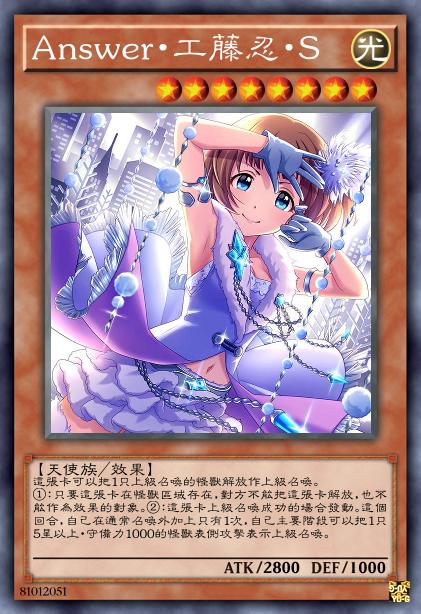 Answer・工藤忍・S
光
【天使族／效果】
這張卡可以把1只上級召喚的怪獸解放作上級召喚。
①：只要這張卡在怪獸區域存在，對方不能把這張卡解放，也不
能作為效果的對象。②：這張卡上級召喚成功的場合發動。這個
回合，自己在通常召喚外加上只有1次，自己主要階段可以把1只
5星以上・守備力1000的怪獸表側攻擊表示上級召喚。
ATK/2800 DEF/1000
81012051